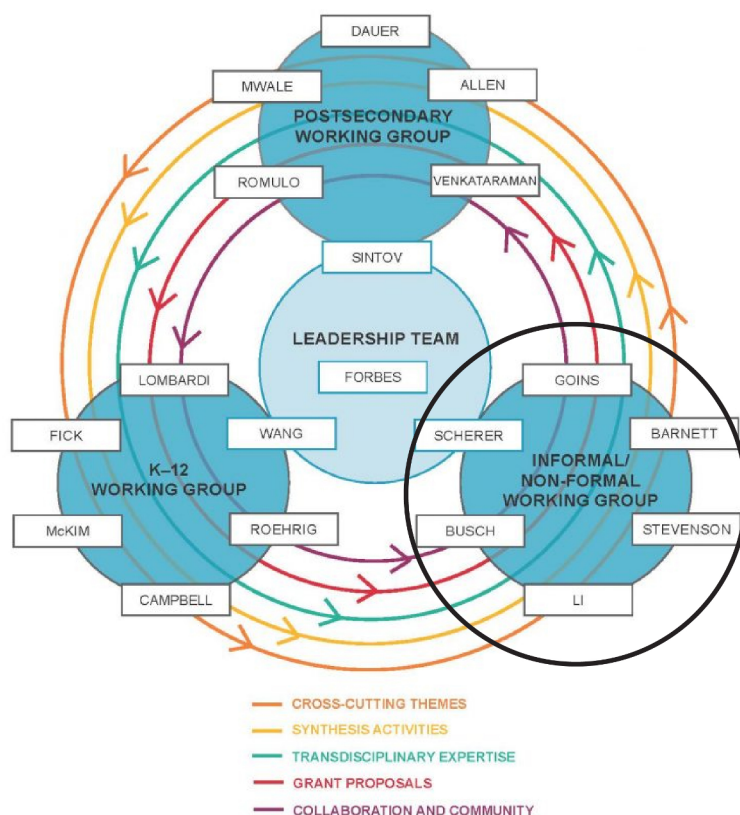 DAUER
MWALE
ALLEN
POSTSECONDARY
WORKING GROUP
ROMULO
VENKATARAMAN
SINTOV
LEADERSHIP TEAM
FORBES
LOMBARDI
GOINS
FICK
WANG
SCHERER
BARNETT
K–12
WORKING GROUP
INFORMAL/
NON-FORMAL
WORKING GROUP
McKIM
ROEHRIG
BUSCH
STEVENSON
CAMPBELL
LI
CROSS-CUTTING THEMES
SYNTHESIS ACTIVITIES
TRANSDISCIPLINARY EXPERTISE
GRANT PROPOSALS
COLLABORATION AND COMMUNITY